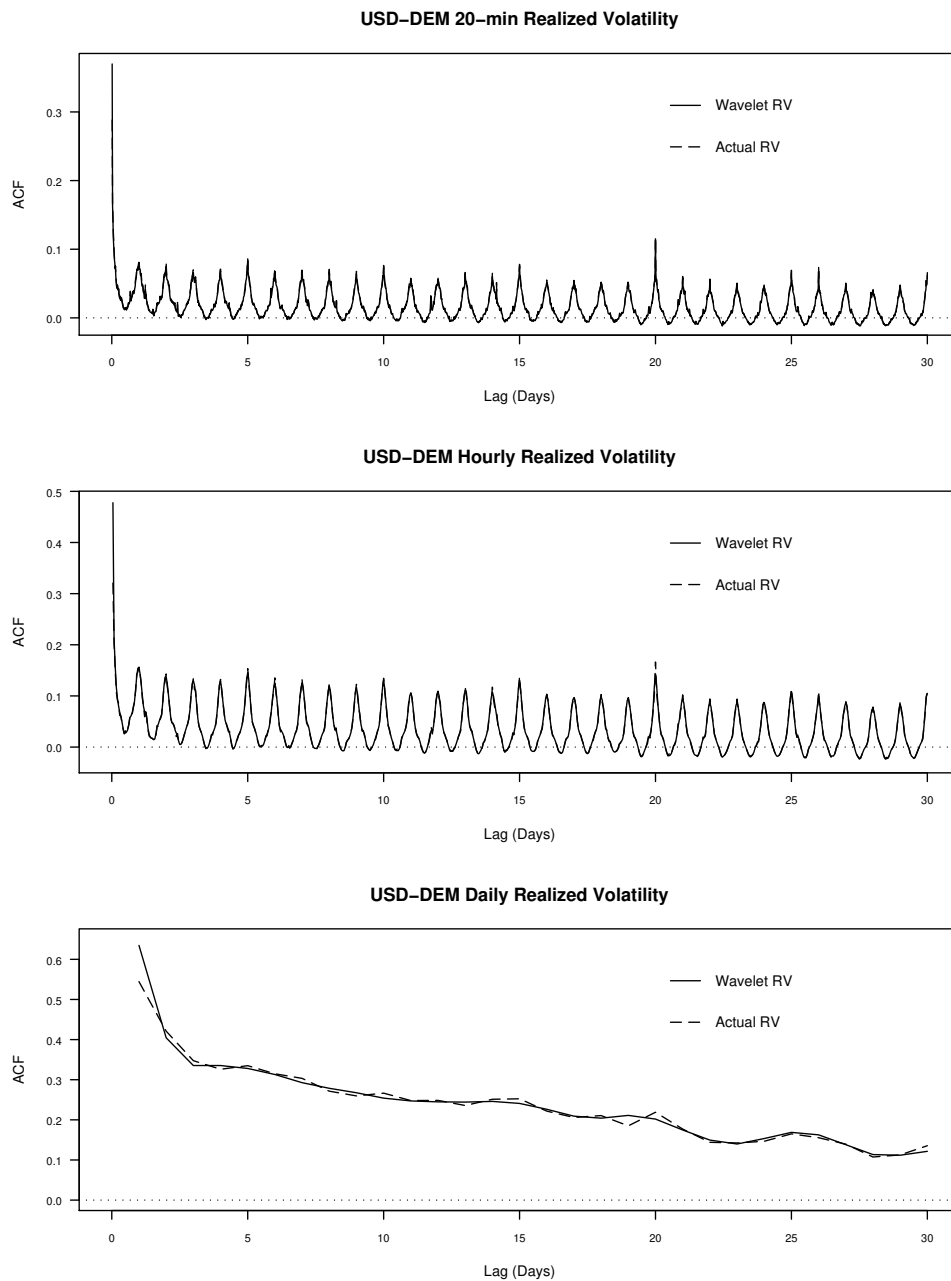 USD−DEM 20−min Realized Volatility
ACF
0.3
0.2
0.1
0.0
Wavelet RV
Actual RV
0 5 10 15 20 25 30
Lag (Days)
USD−DEM Hourly Realized Volatility
ACF
0.5
0.4
0.3
0.2
0.1
0.0
Wavelet RV
Actual RV
0 5 10 15 20 25 30
Lag (Days)
USD−DEM Daily Realized Volatility
ACF
0.6
0.5
0.4
0.3
0.2
0.1
0.0
Wavelet RV
Actual RV
0 5 10 15 20 25 30
Lag (Days)